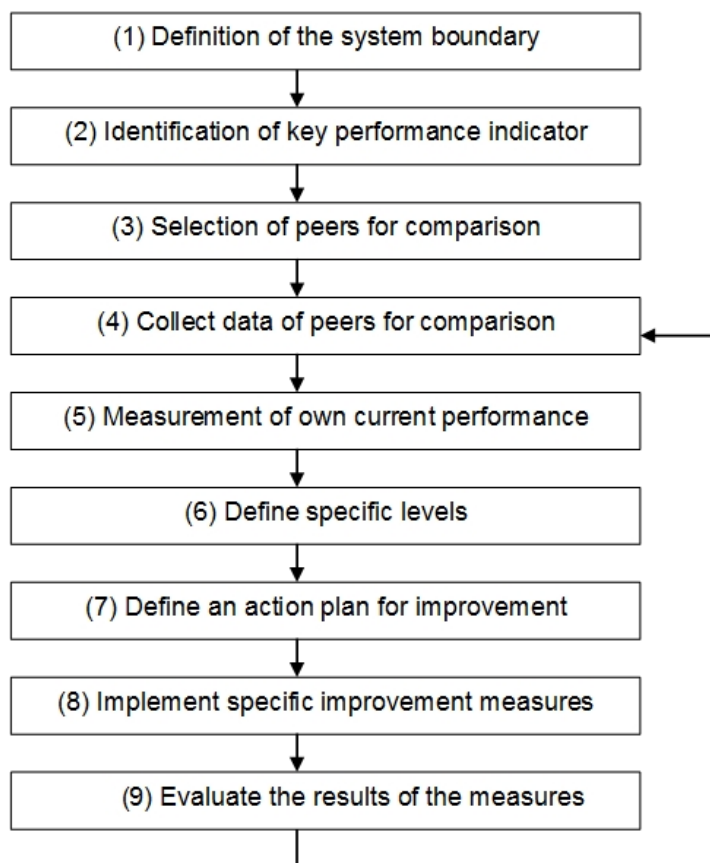 (1) Definition of the system boundary
(2) Identification of key performance indicator
(3) Selection of peers for comparison
(4) Collect data of peers for comparison
(5) Measurement of own current performance
(6) Define specific levels
(7) Define an action plan for improvement
(8) Implement specific improvement measures
(9) Evaluate the results of the measures